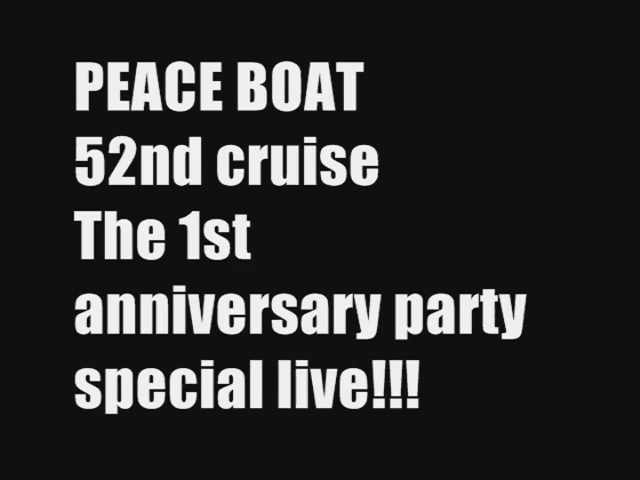 PEACE BOAT
52nd cruise
The 1st
anniversary party
special live!!!